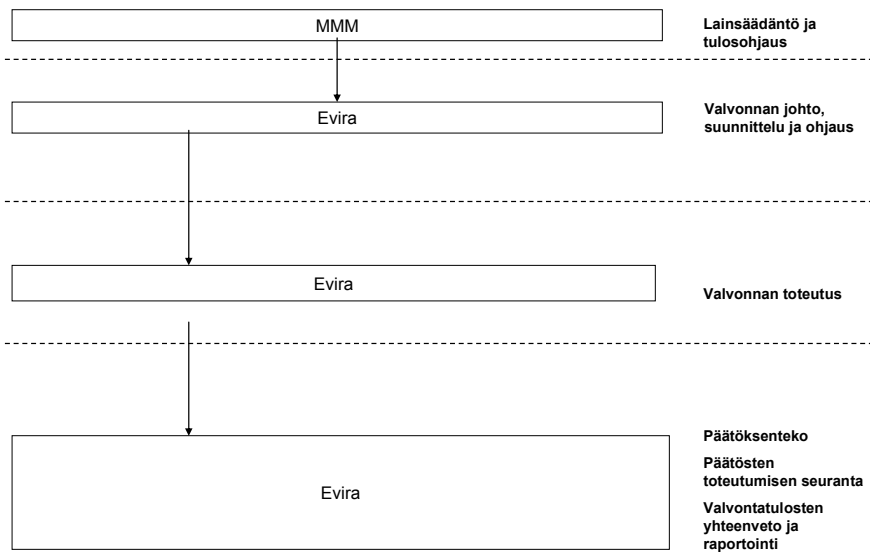 MMM
Lainsäädäntö ja
tulosohjaus
Evira
Valvonnan johto,
suunnittelu ja ohjaus
Evira
Valvonnan toteutus
Evira
Päätöksenteko
Päätösten
toteutumisen seuranta
Valvontatulosten
yhteenveto ja
raportointi